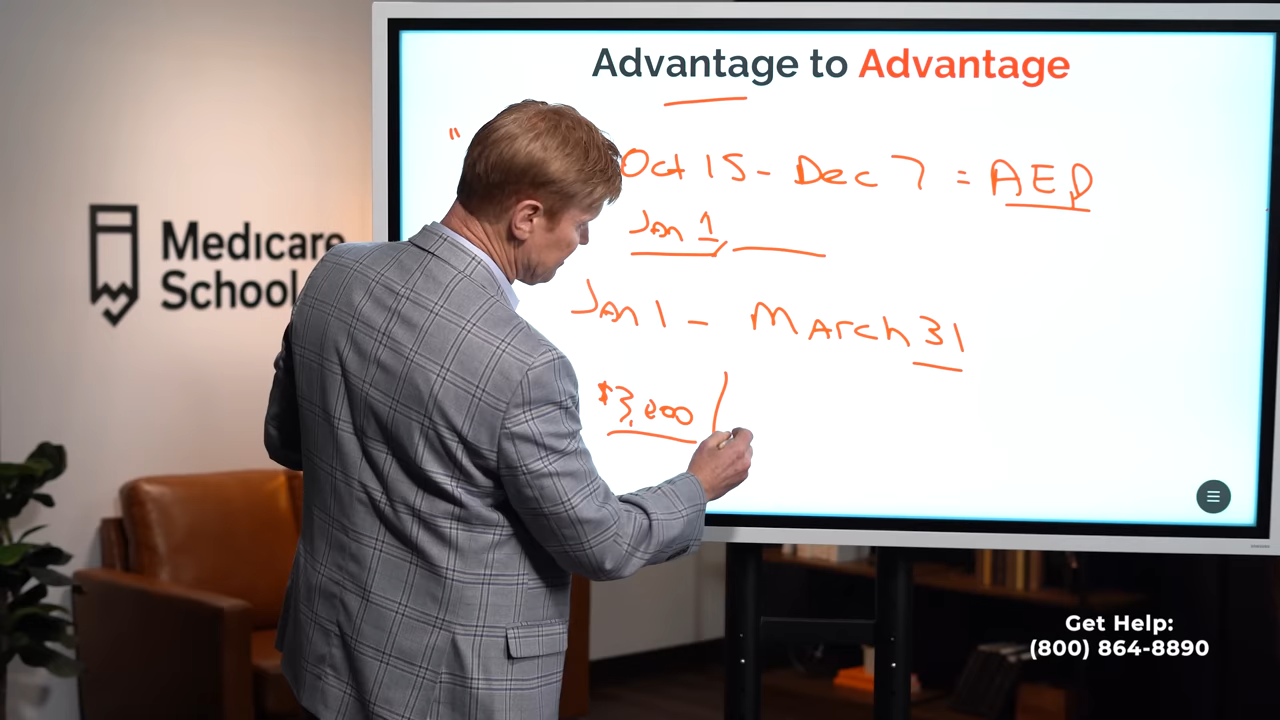 Advantage to Advantage
"
Oct 15 - Dec 7 = AEP
Jan 1,
Jan 1 - March 31
$3,800
Medicare
School
Get Help:
(800) 864-8890